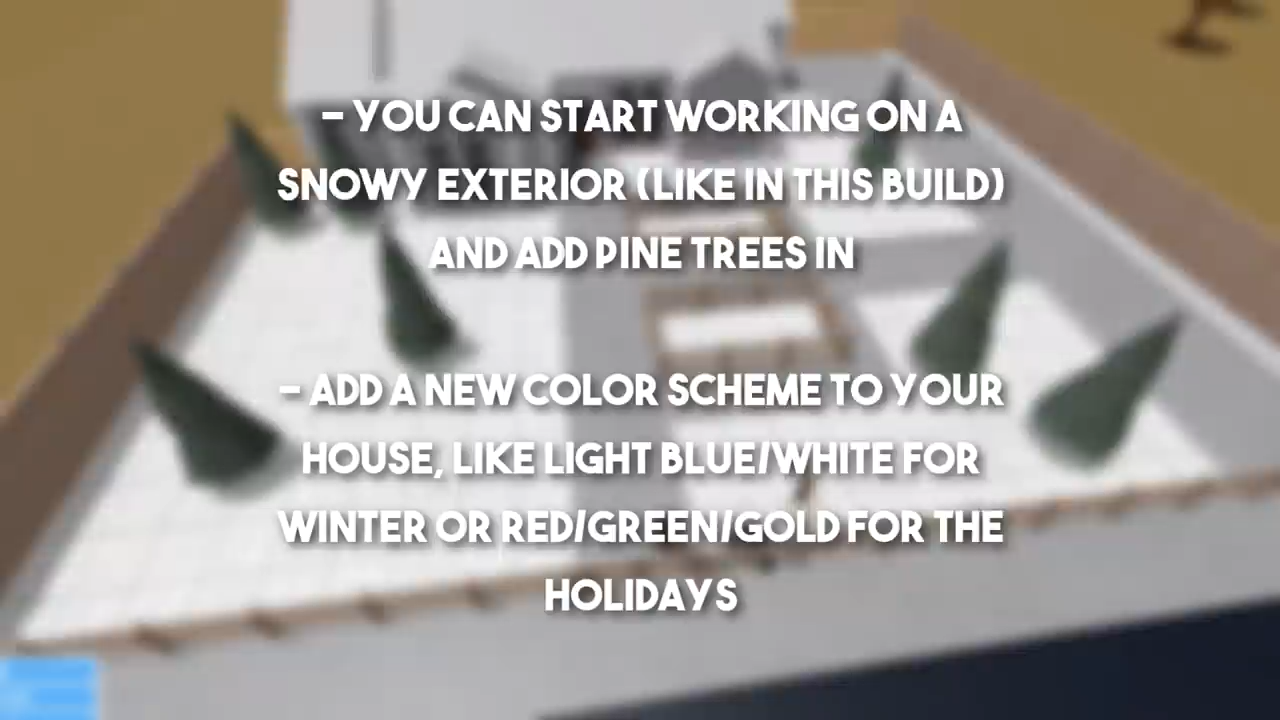 - YOU CAN START WORKING ON A
SNOWY EXTERIOR (LIKE IN THIS BUILD)
AND ADD PINE TREES IN
- ADD A NEW COLOR SCHEME TO YOUR
HOUSE, LIKE LIGHT BLUE/WHITE FOR
WINTER OR RED/GREEN/GOLD FOR THE
HOLIDAYS